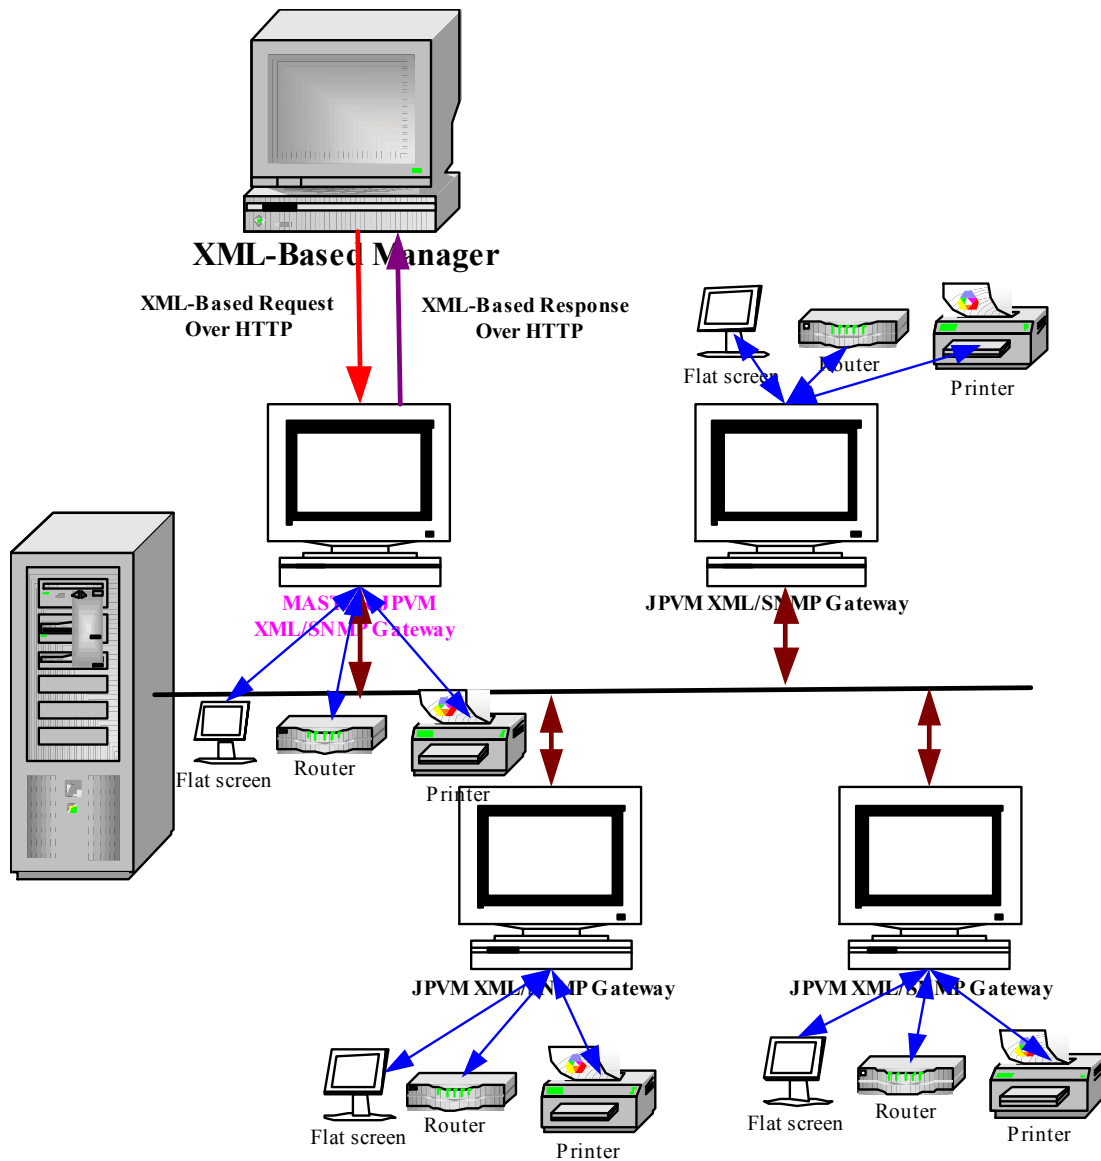 XML-Based Manager
XML-Based Request
Over HTTP
XML-Based Response
Over HTTP
Flat screen
Router
Printer
MASTER JPVM
XML/SNMP Gateway
JPVM XML/SNMP Gateway
Flat screen
Router
Printer
JPVM XML/SNMP Gateway
JPVM XML/SNMP Gateway
Flat screen
Router
Printer
Flat screen
Router
Printer